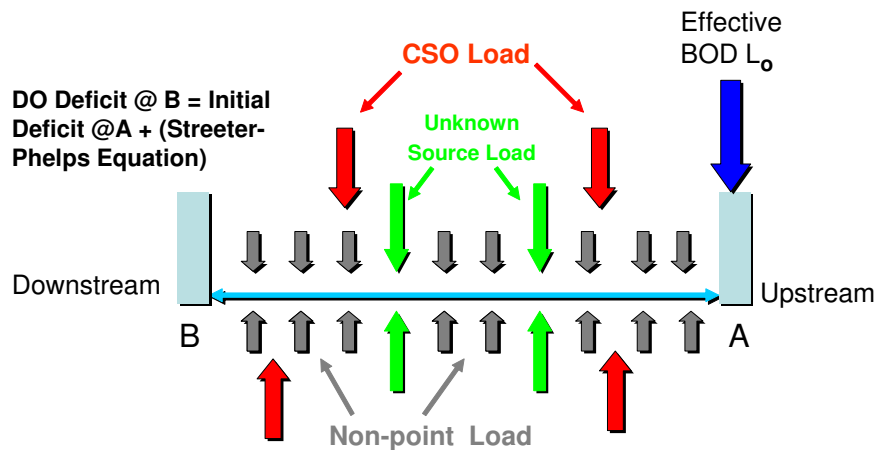 Effective
BOD Lo
CSO Load
DO Deficit @ B = Initial
Deficit @A + (Streeter-
Phelps Equation)
Unknown
Source Load
Downstream
Upstream
B
A
Non-point Load